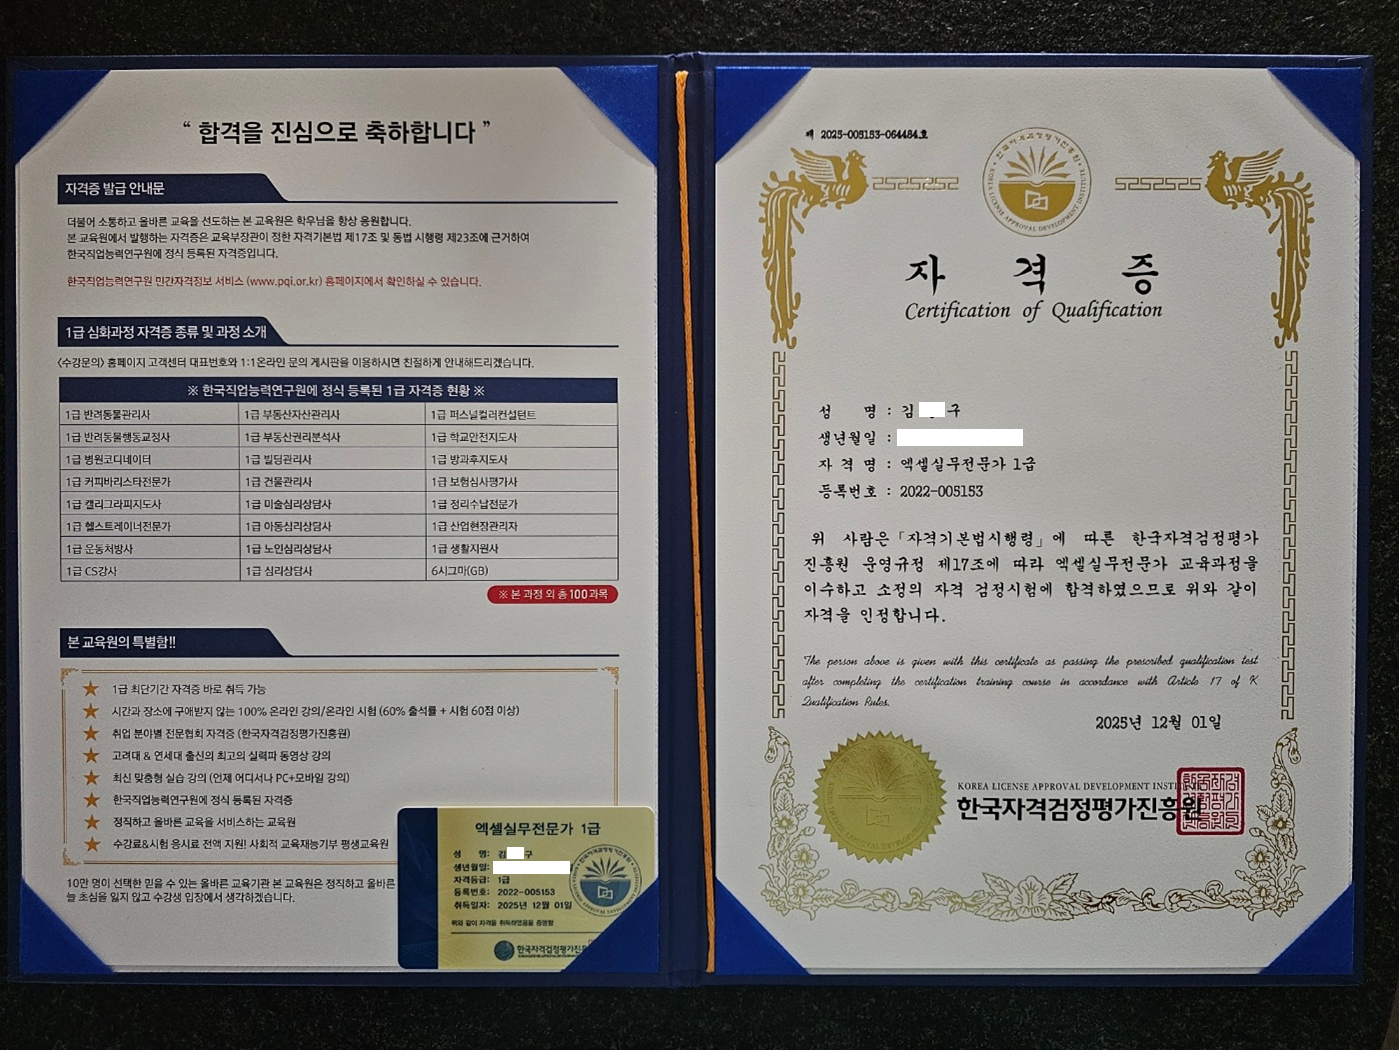 “ 합격을 진심으로 축하합니다 ”
자격증 발급 안내문
더불어 소통하고 올바른 교육을 선도하는 본 교육원은 학우님을 항상 응원합니다.
본 교육원에서 발행하는 자격증은 교육부장관이 정한 자격기본법 제17조 및 동법 시행령 제23조에 근거하여
한국직업능력연구원에 정식 등록된 자격증입니다.
한국직업능력연구원 민간자격정보 서비스 (www.pqi.or.kr) 홈페이지에서 확인하실 수 있습니다.
1급 심화과정 자격증 종류 및 과정 소개
<수강문의> 홈페이지 고객센터 대표번호와 1:1온라인 문의 게시판을 이용하시면 친절하게 안내해드리겠습니다.
※ 한국직업능력연구원에 정식 등록된 1급 자격증 현황 ※
1급 반려동물관리사 1급 부동산자산관리사 1급 퍼스널컬러컨설턴트
1급 반려동물행동교정사 1급 부동산권리분석사 1급 학교안전지도사
1급 병원코디네이터 1급 빌딩관리사 1급 방과후지도사
1급 커피바리스타전문가 1급 건물관리사 1급 보험심사평가사
1급 캘리그라피지도사 1급 미술심리상담사 1급 정리수납전문가
1급 헬스트레이너전문가 1급 아동심리상담사 1급 산업현장관리자
1급 운동처방사 1급 노인심리상담사 1급 생활지원사
1급 CS강사 1급 심리상담사 6시그마(GB)
※ 본 과정 외 총 100과목
본 교육원의 특별함!!
1급 최단기간 자격증 바로 취득 가능
시간과 장소에 구애받지 않는 100% 온라인 강의/온라인 시험 (60% 출석률 + 시험 60점 이상)
취업 분야별 전문협회 자격증 (한국자격검정평가진흥원)
고려대 & 연세대 출신의 최고의 실력파 동영상 강의
최신 맞춤형 실습 강의 (언제 어디서나 PC+모바일 강의)
한국직업능력연구원에 정식 등록된 자격증
정직하고 올바른 교육을 서비스하는 교육원
수강료&시험 응시료 전액 지원! 사회적 교육재능기부 평생교육원
10만 명이 선택한 믿을 수 있는 올바른 교육기관 본 교육원은 정직하고 올바른
늘 초심을 잃지 않고 수강생 입장에서 생각하겠습니다.
엑셀실무전문가 1급
성 명: 김 구
생년월일:
자격등급: 1급
등록번호: 2022-005153
취득일자: 2025년 12월 01일
위와 같이 자격을 취득하였음을 증명함
한국자격검정평가진흥
제 2025-005153-064484호
한국자격검정평가진흥원
KOREA LICENSE APPROVAL DEVELOPMENT INSTITUTE
자 격 증
Certification of Qualification
성 명 : 김 구
생년월일 :
자 격 명 : 엑셀실무전문가 1급
등록번호 : 2022-005153
위 사람은「자격기본법시행령」에 따른 한국자격검정평가
진흥원 운영규정 제17조에 따라 엑셀실무전문가 교육과정을
이수하고 소정의 자격 검정시험에 합격하였으므로 위와 같이
자격을 인정합니다.
The person above is given with this certificate as passing the prescribed qualification test
after completing the certification training course in accordance with Article 17 of K
Qualification Rules.
2025년 12월 01일
KOREA LICENSE APPROVAL DEVELOPMENT INSTITUTE
한국자격검정평가진흥원